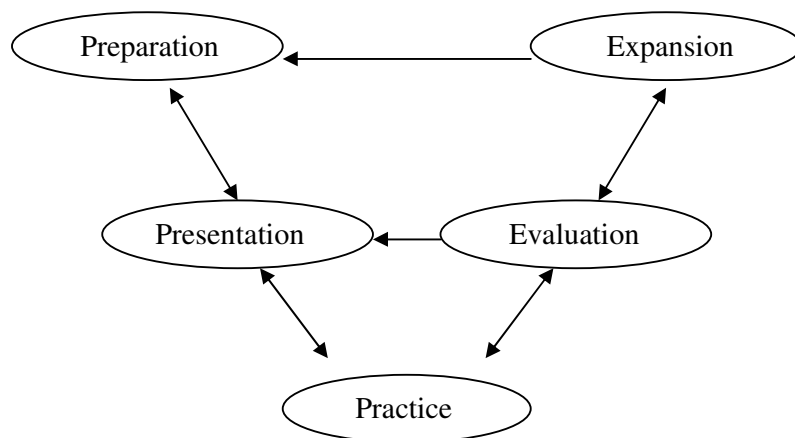 Preparation
Expansion
Presentation
Evaluation
Practice